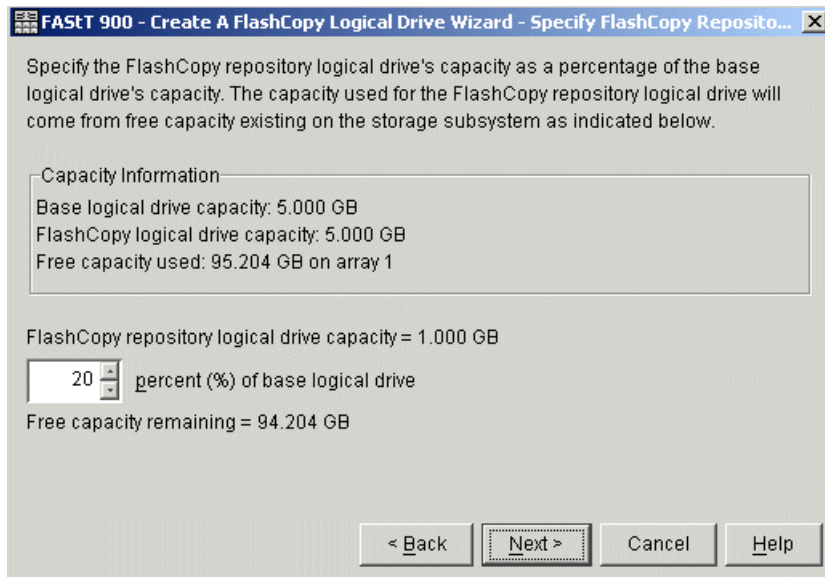 FAStT 900 - Create A FlashCopy Logical Drive Wizard - Specify FlashCopy Reposito...
Specify the FlashCopy repository logical drive's capacity as a percentage of the base
logical drive's capacity. The capacity used for the FlashCopy repository logical drive will
come from free capacity existing on the storage subsystem as indicated below.
Capacity Information
Base logical drive capacity: 5.000 GB
FlashCopy logical drive capacity: 5.000 GB
Free capacity used: 95.204 GB on array 1
FlashCopy repository logical drive capacity = 1.000 GB
20 percent (%) of base logical drive
Free capacity remaining = 94.204 GB
< Back Next > Cancel Help